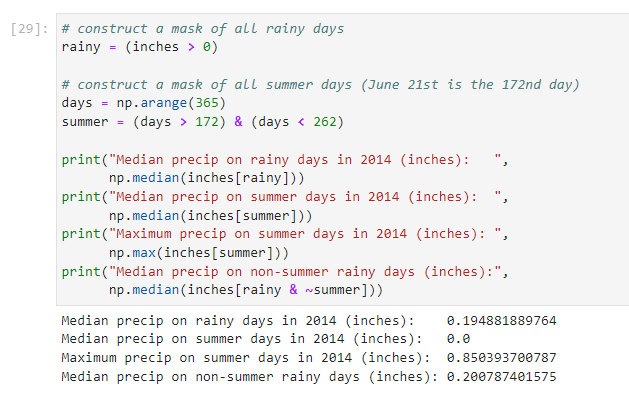 [29]: # construct a mask of all rainy days
rainy = (inches > 0)
# construct a mask of all summer days (June 21st is the 172nd day)
days = np.arange(365)
summer = (days > 172) & (days < 262)
print("Median precip on rainy days in 2014 (inches):   ",
      np.median(inches[rainy]))
print("Median precip on summer days in 2014 (inches):  ",
      np.median(inches[summer]))
print("Maximum precip on summer days in 2014 (inches): ",
      np.max(inches[summer]))
print("Median precip on non-summer rainy days (inches):",
      np.median(inches[rainy & ~summer]))
Median precip on rainy days in 2014 (inches):    0.194881889764
Median precip on summer days in 2014 (inches):   0.0
Maximum precip on summer days in 2014 (inches):  0.850393700787
Median precip on non-summer rainy days (inches): 0.200787401575